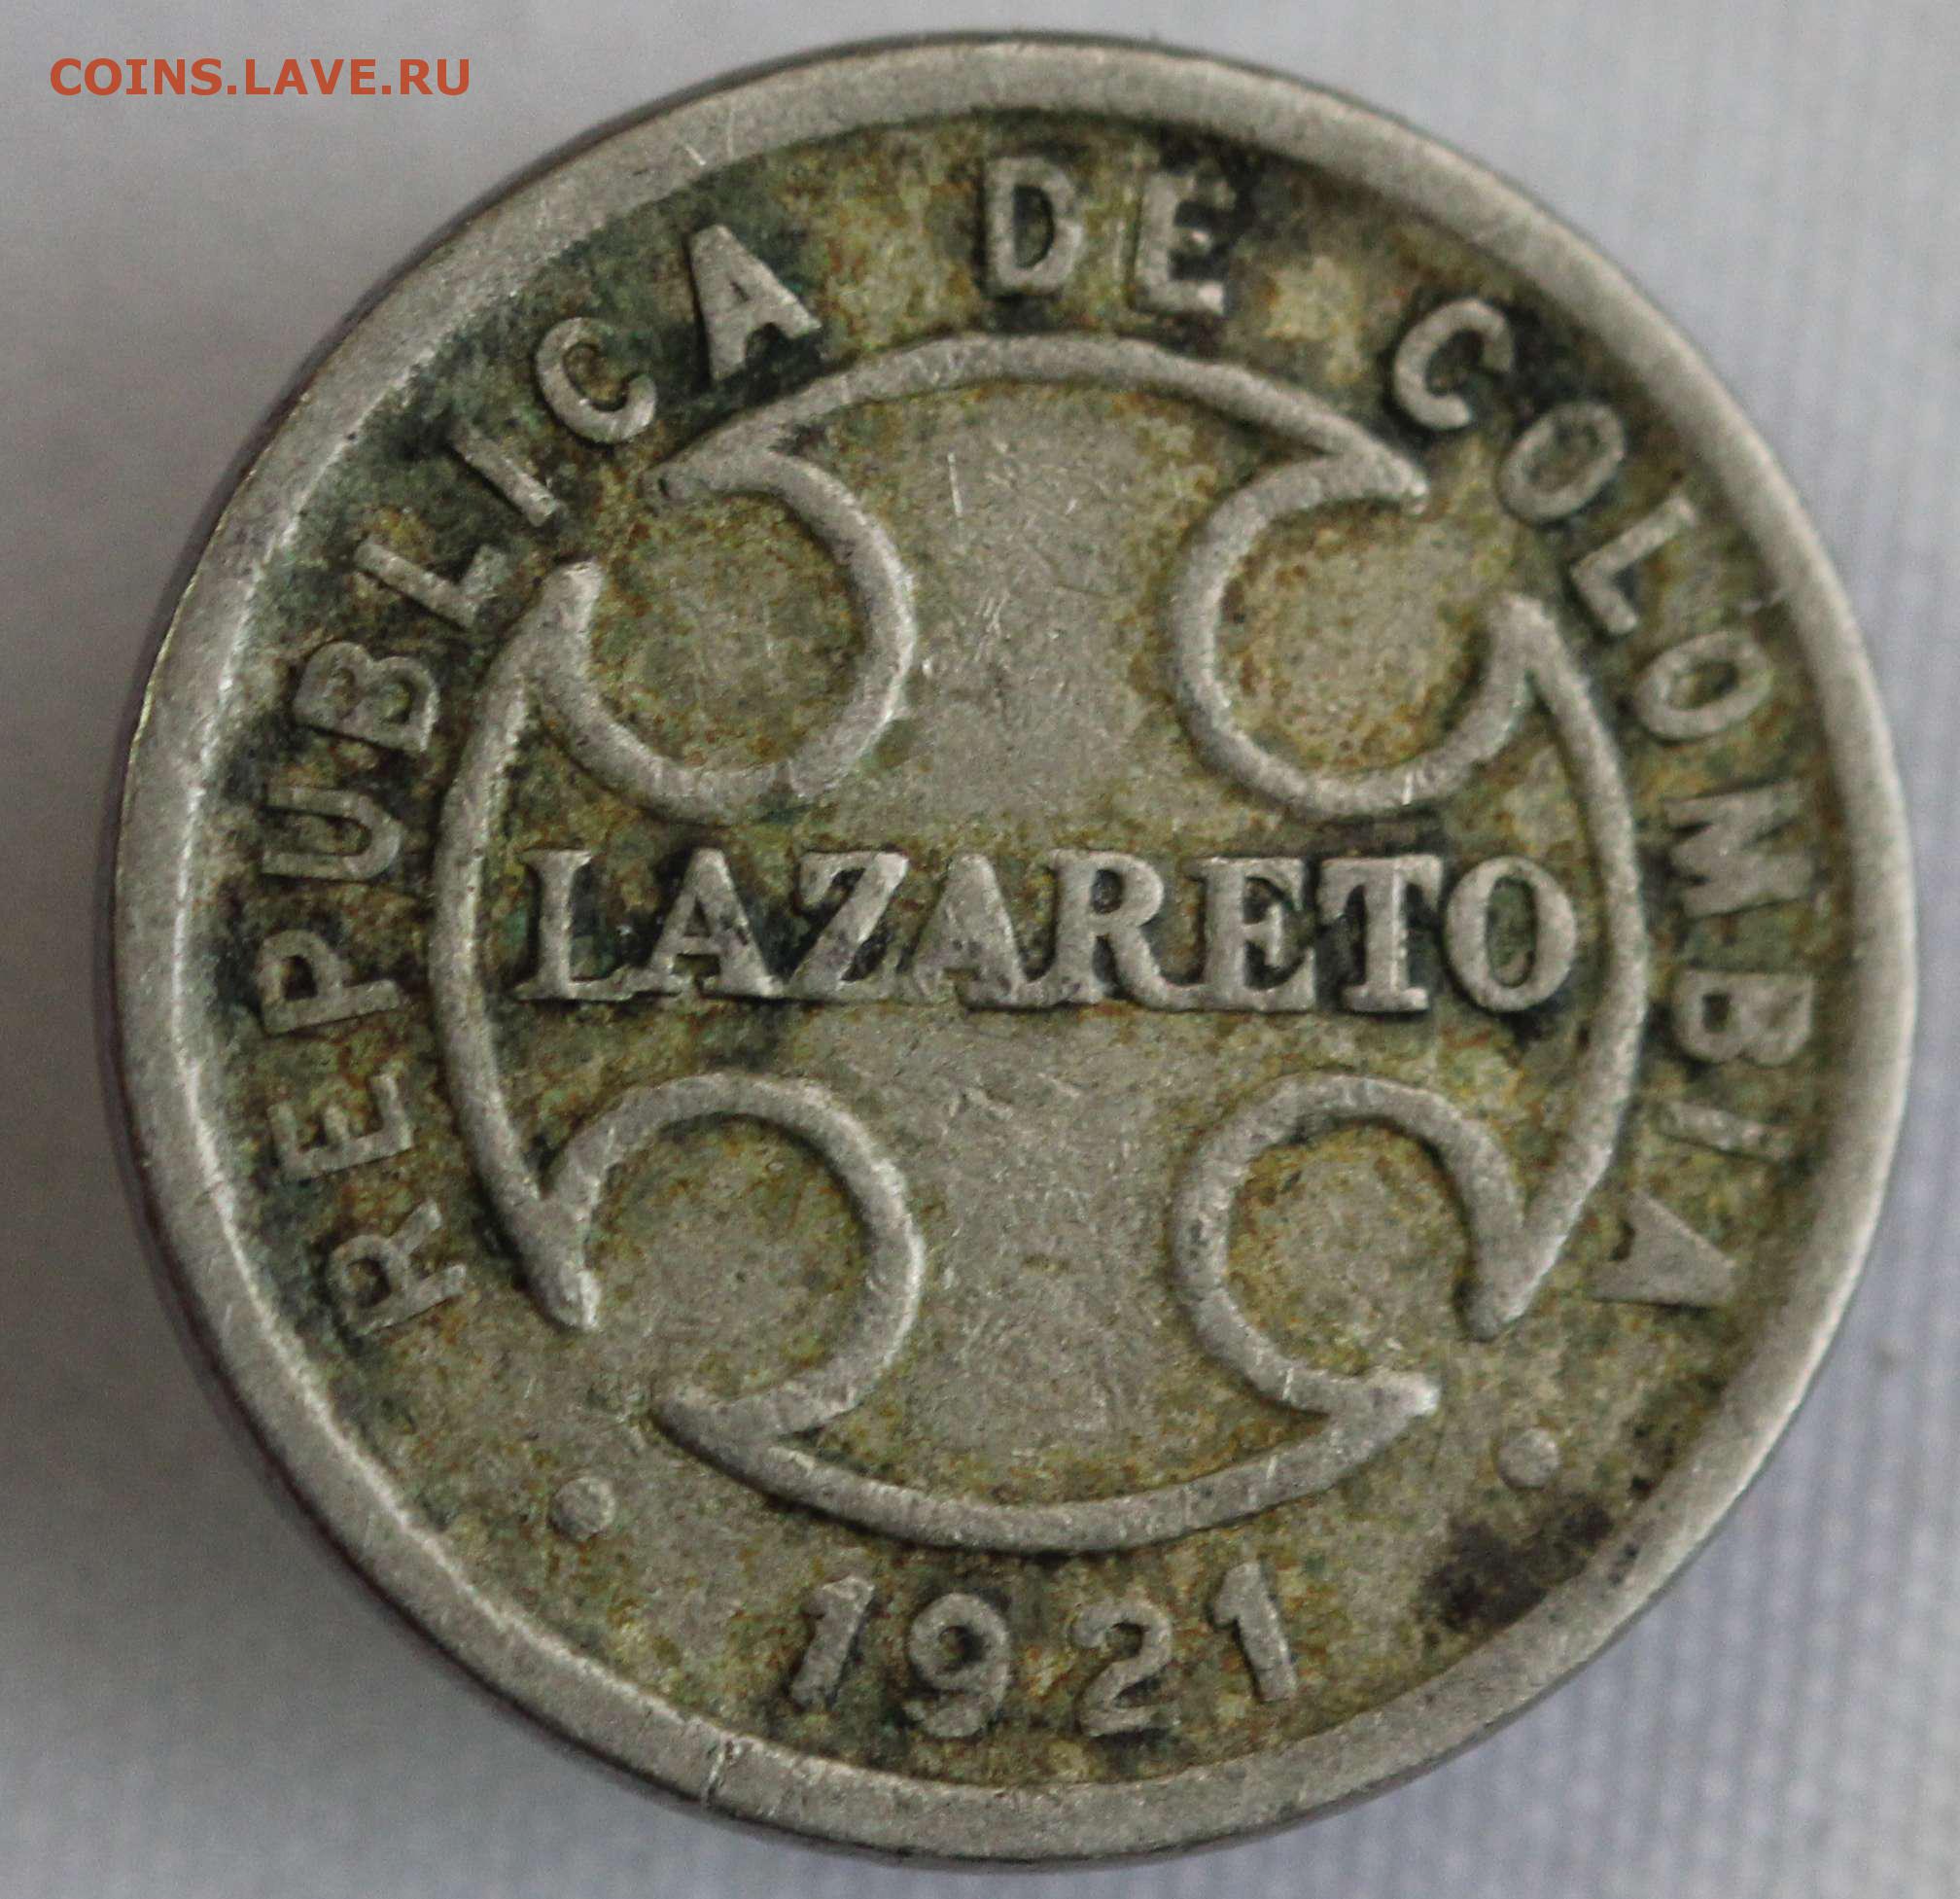 COINS.LAVE.RU
REPUBLICA DE COLOMBIA
LAZARETO
1921